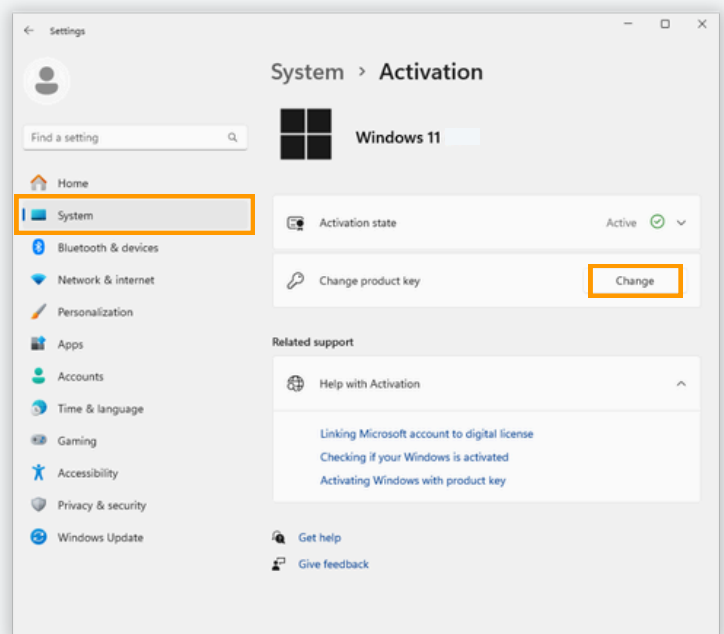 Settings
System > Activation
Find a setting
Windows 11
Home
System
Activation state
Active
Bluetooth & devices
Network & internet
Change product key
Change
Personalization
Apps
Related support
Accounts
Help with Activation
Time & language
Gaming
Linking Microsoft account to digital license
Checking if your Windows is activated
Accessibility
Activating Windows with product key
Privacy & security
Windows Update
Get help
Give feedback